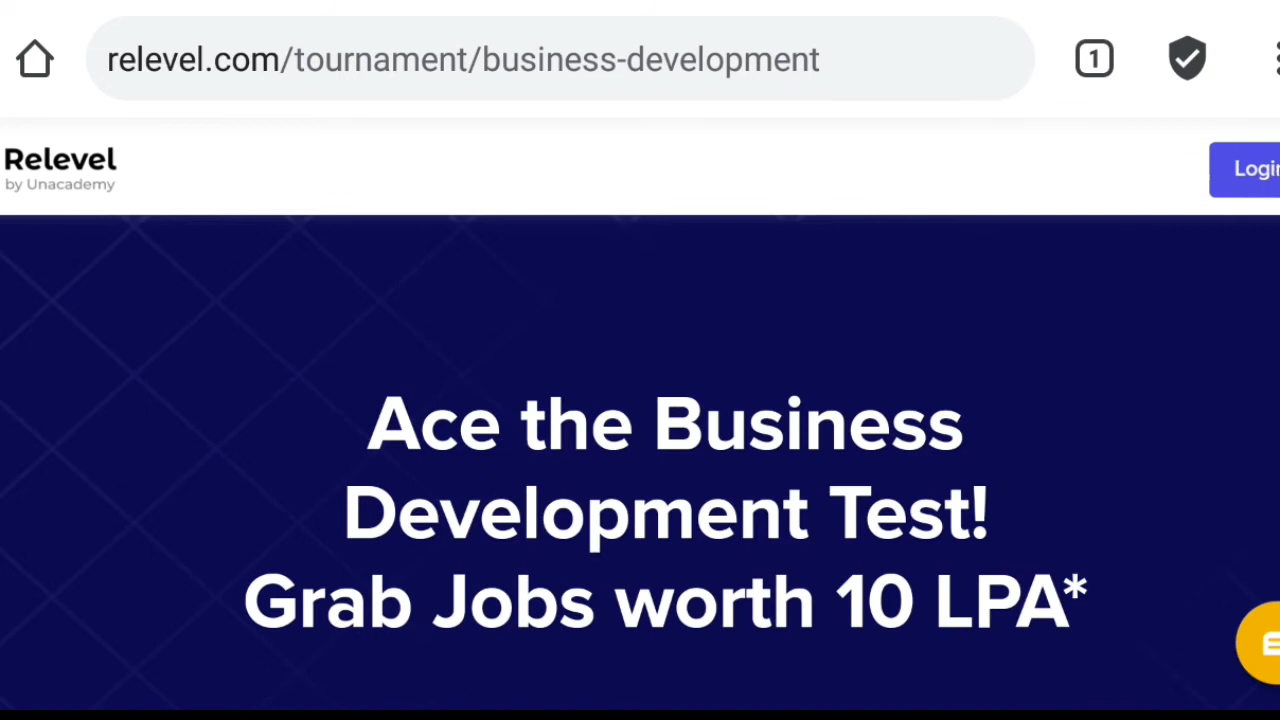 relevel.com/tournament/business-development
1
Relevel
by Unacademy
Ace the Business
Development Test!
Grab Jobs worth 10 LPA*